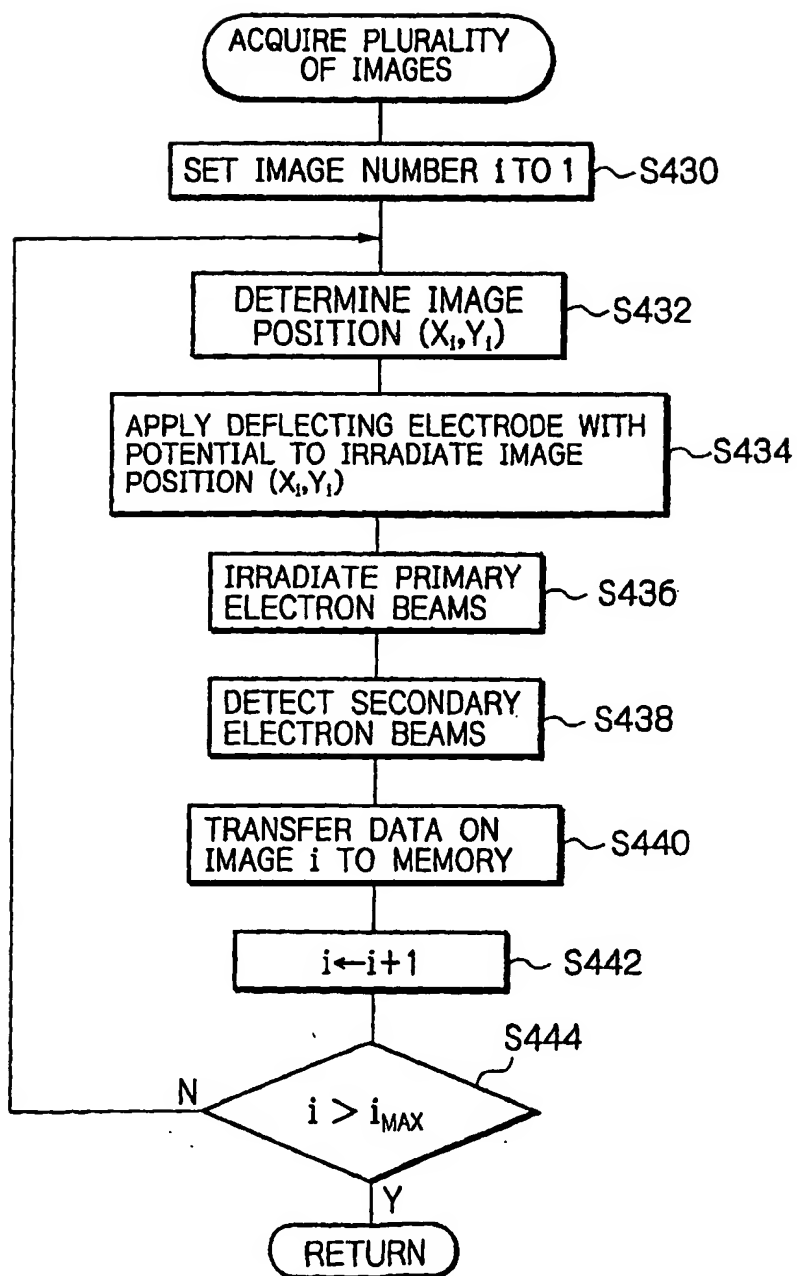 ACQUIRE PLURALITY
OF IMAGES
SET IMAGE NUMBER i TO 1
S430
DETERMINE IMAGE
POSITION (Xi,Yi)
S432
APPLY DEFLECTING ELECTRODE WITH
POTENTIAL TO IRRADIATE IMAGE
POSITION (Xi,Yi)
S434
IRRADIATE PRIMARY
ELECTRON BEAMS
S436
DETECT SECONDARY
ELECTRON BEAMS
S438
TRANSFER DATA ON
IMAGE i TO MEMORY
S440
i←i+1
S442
S444
N
i > iMAX
Y
RETURN